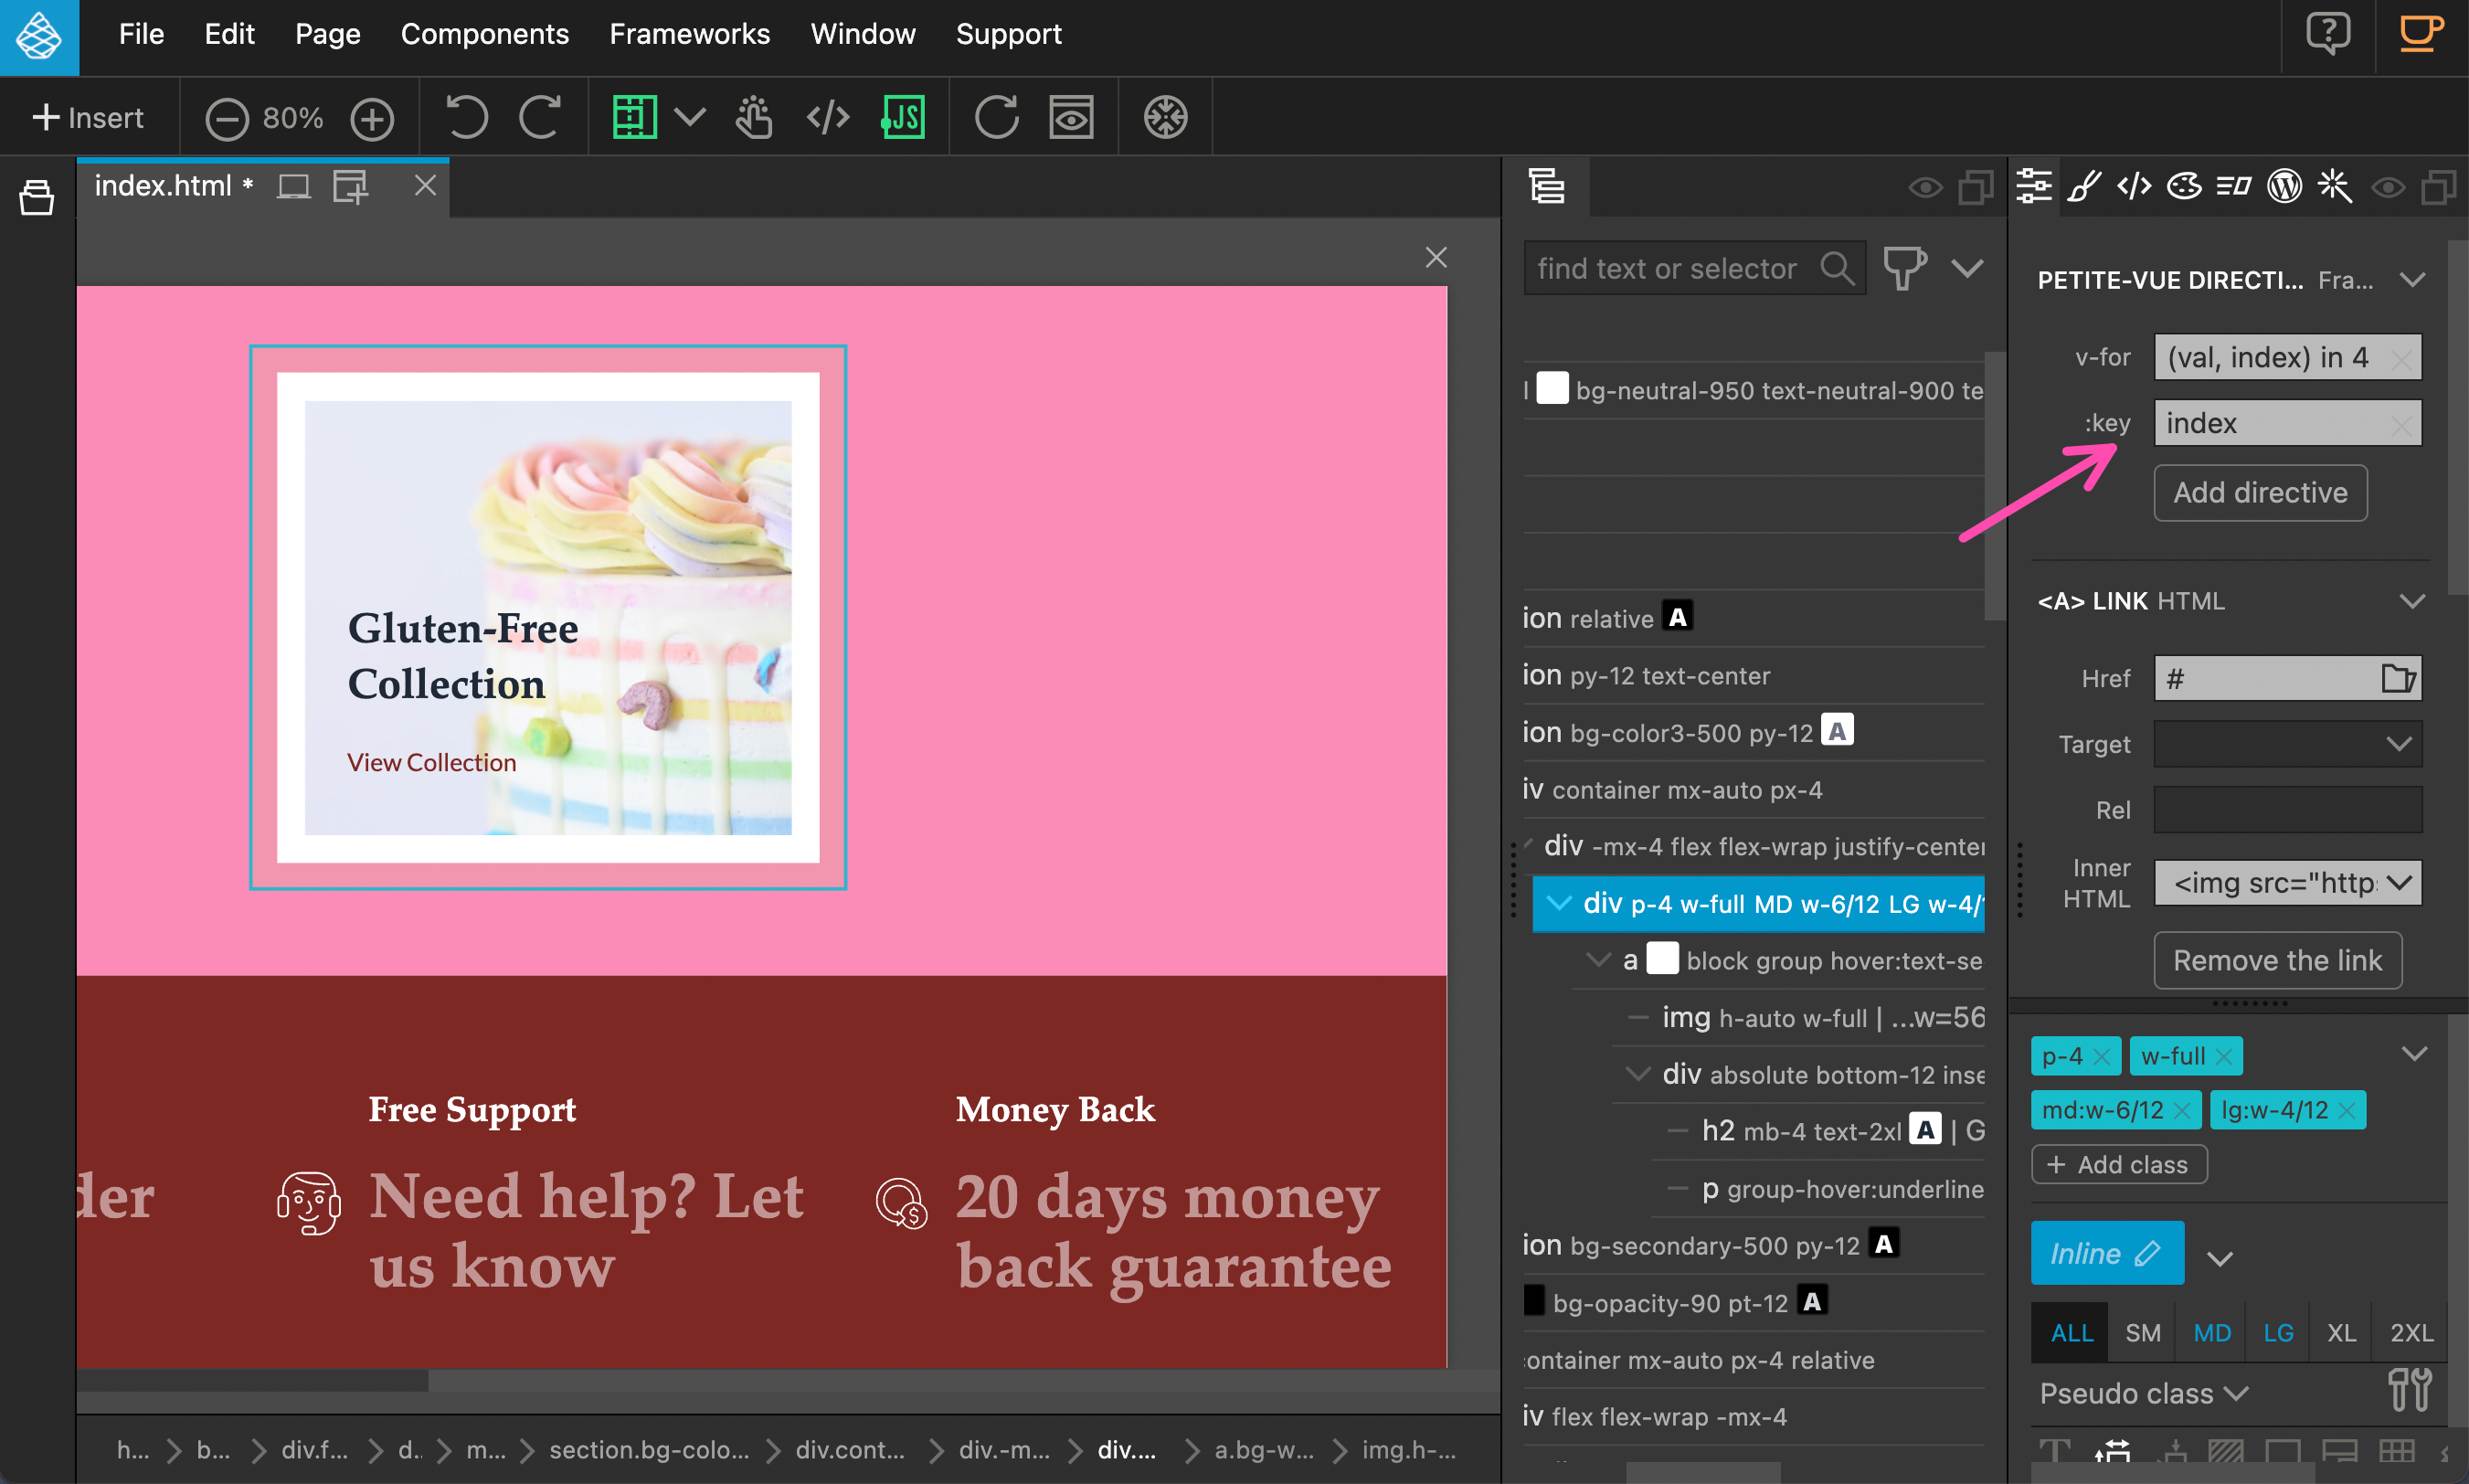 File Edit Page Components Frameworks Window Support
Insert 80% JS
index.html *
find text or selector
PETITE-VUE DIRECTI... Fra...
v-for (val, index) in 4
:key index
Add directive
<A> LINK HTML
Href #
Target
Rel
Inner HTML <img src="http:
Remove the link
p-4 w-full
md:w-6/12 lg:w-4/12
+ Add class
Inline
ALL SM MD LG XL 2XL
Pseudo class
bg-neutral-950 text-neutral-900 te
ion relative A
ion py-12 text-center
ion bg-color3-500 py-12 A
iv container mx-auto px-4
div -mx-4 flex flex-wrap justify-center
div p-4 w-full MD w-6/12 LG w-4/1
a block group hover:text-se
img h-auto w-full | ...w=56
div absolute bottom-12 inse
h2 mb-4 text-2xl A | G
p group-hover:underline
ion bg-secondary-500 py-12 A
bg-opacity-90 pt-12 A
container mx-auto px-4 relative
iv flex flex-wrap -mx-4
Gluten-Free
Collection
View Collection
der
Free Support
Need help? Let
us know
Money Back
20 days money
back guarantee
h... b... div.f... d.. m... section.bg-colo... div.cont... div.-m... div.... a.bg-w... img.h-...